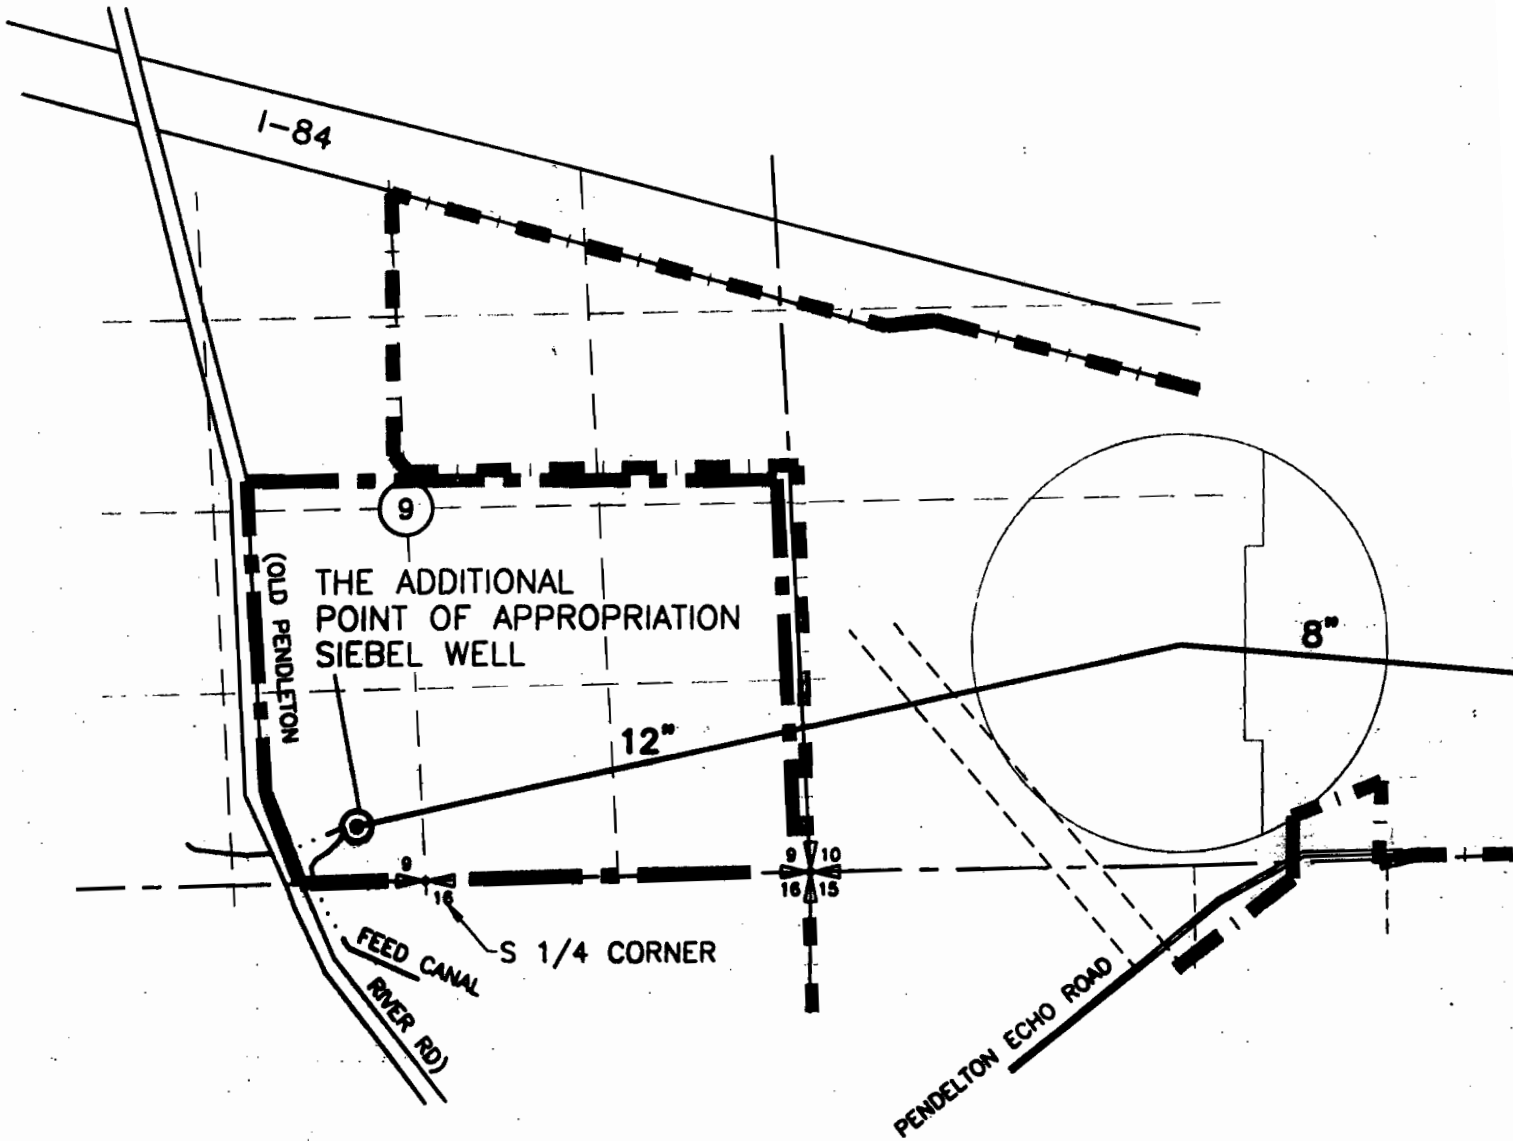 I-84
9
THE ADDITIONAL
POINT OF APPROPRIATION
SIEBEL WELL
(OLD PENDLETON
RIVER RD)
8"
12"
9
16
9 10
16 15
S 1/4 CORNER
FEED CANAL
PENDELTON ECHO ROAD